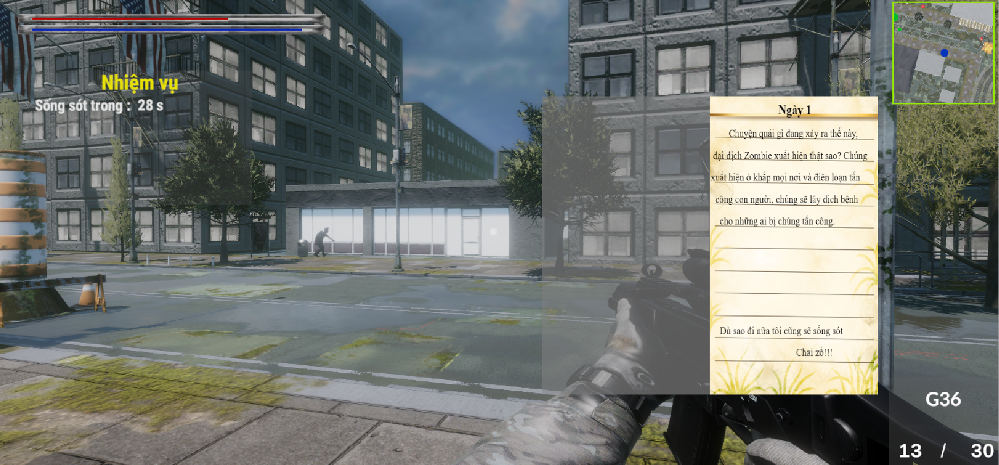 Nhiệm vụ
Sống sót trong : 28 s
Ngày 1
Chuyện quái gì đang xảy ra thế này,
đại dịch Zombie xuất hiện thật sao? Chúng
xuất hiện ở khắp mọi nơi và điên loạn tấn
công con người, chúng sẽ lây dịch bệnh
cho những ai bị chúng tấn công.
Dù sao đi nữa tôi cũng sẽ sống sót
Chai zố!!!
G36
13 / 30